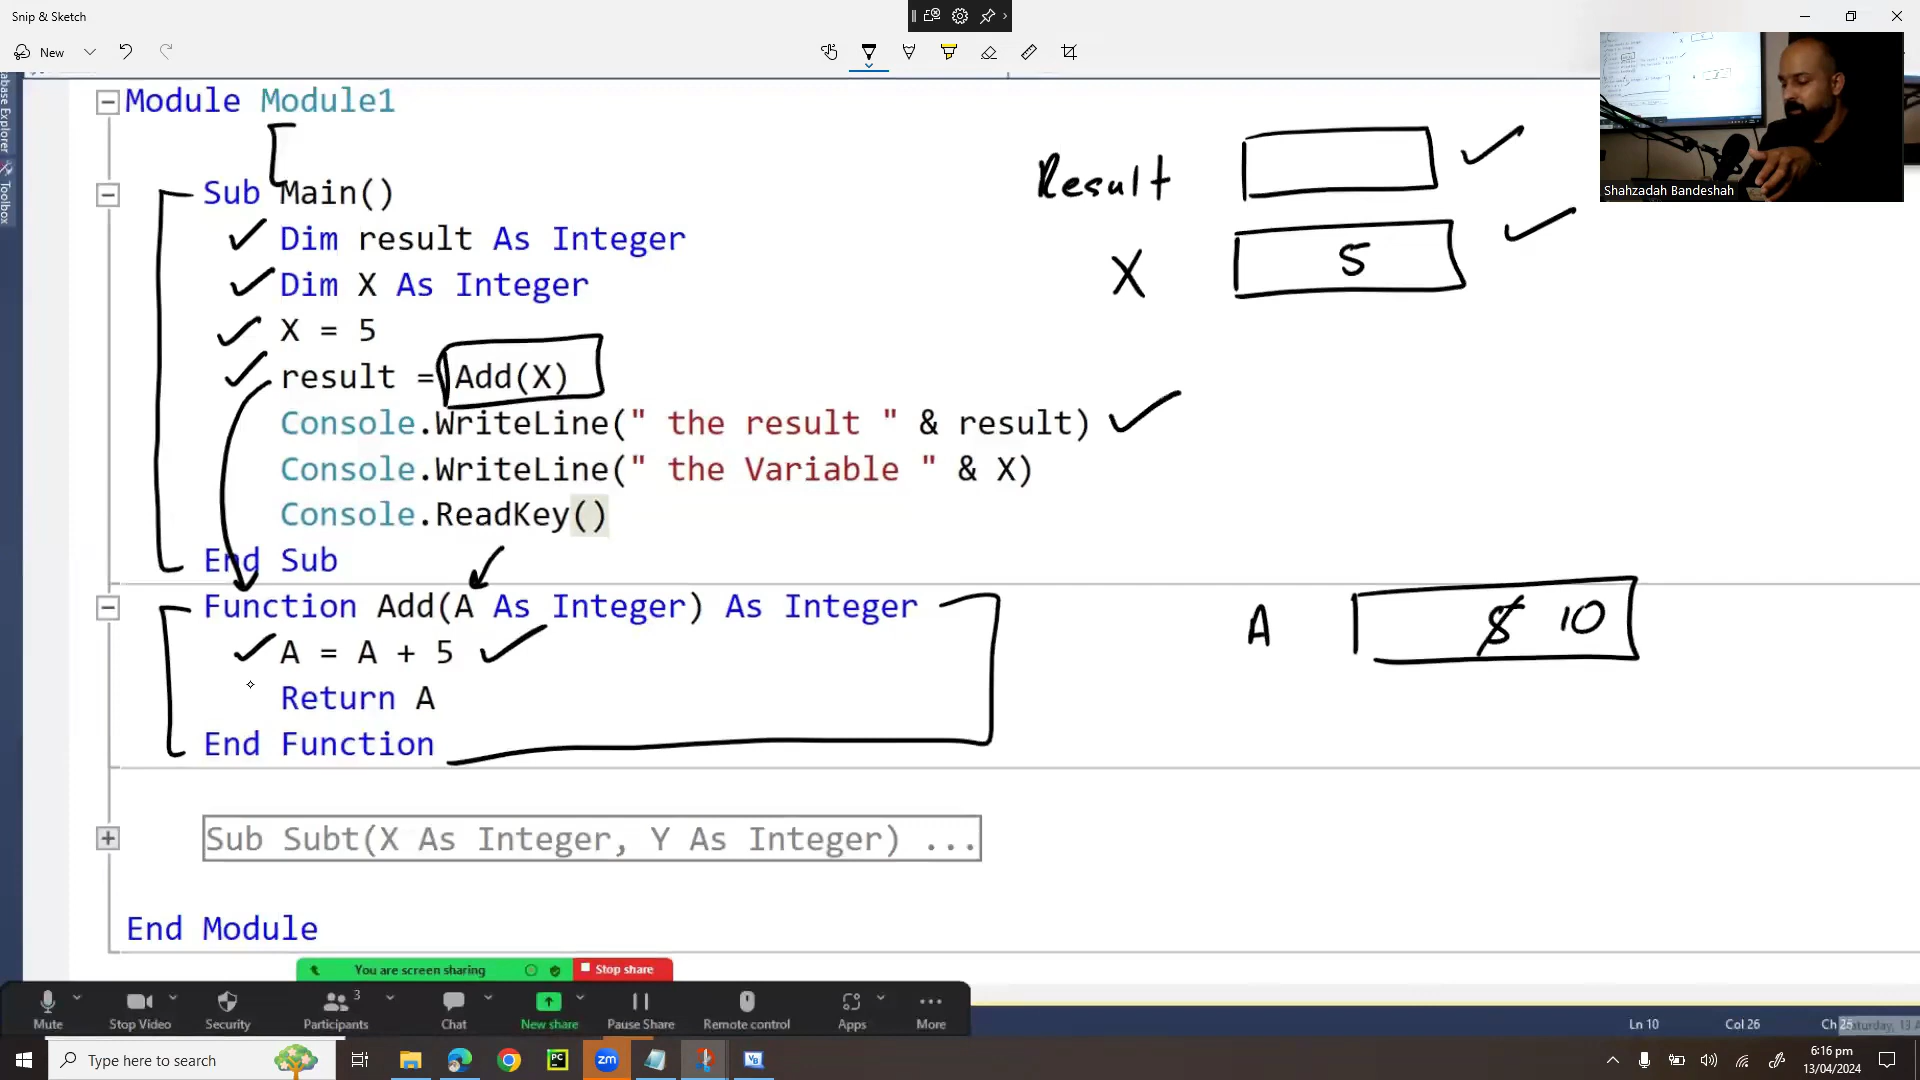 Snip & Sketch
New
Shahzadah Bandeshah
Toolbox
Module Module1
Sub Main()
Dim result As Integer
Dim X As Integer
X = 5
result = Add(X)
Console.WriteLine(" the result " & result)
Console.WriteLine(" the Variable " & X)
Console.ReadKey()
End Sub
Function Add(A As Integer) As Integer
A = A + 5
Return A
End Function
Sub Subt(X As Integer, Y As Integer) ...
End Module
Result
X 5
A 5 10
You are screen sharing Stop share
Mute Stop Video Security Participants 3 Chat New share Pause Share Remote control Apps More
Ln 10 Col 26
Type here to search
PC
zm
VB
6:16 pm
13/04/2024